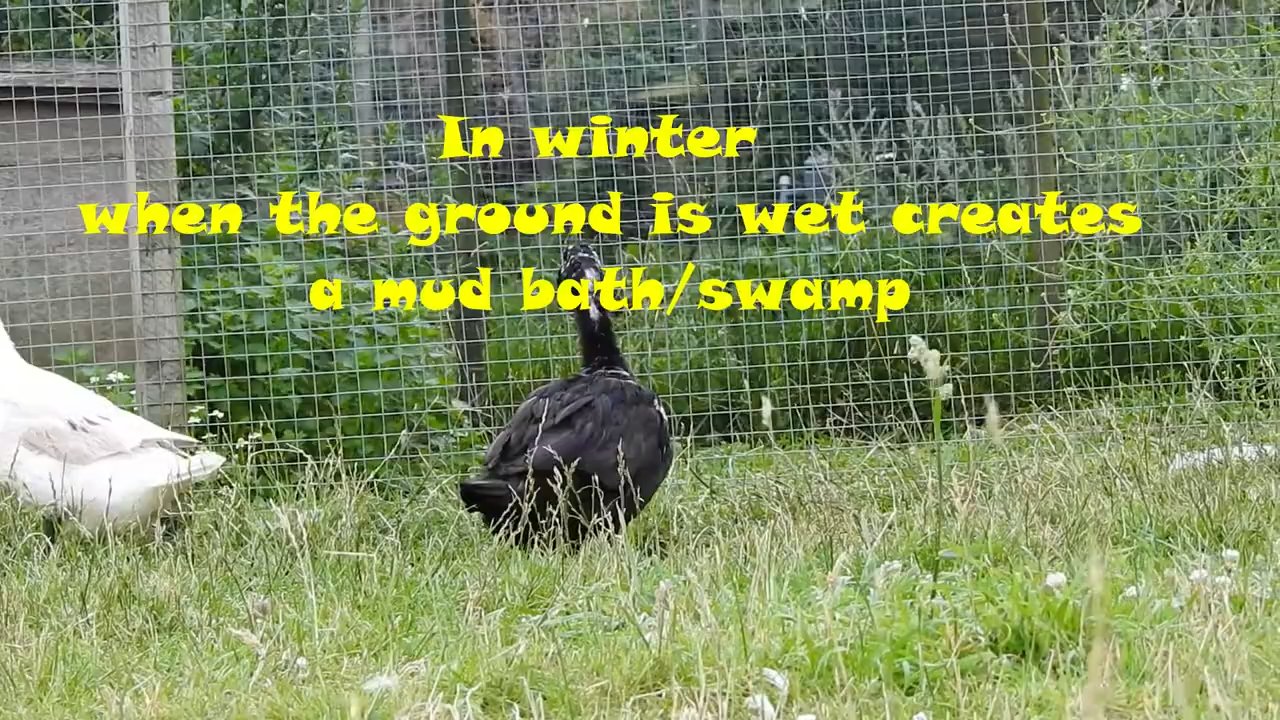 In winter
when the ground is wet creates
a mud bath/swamp